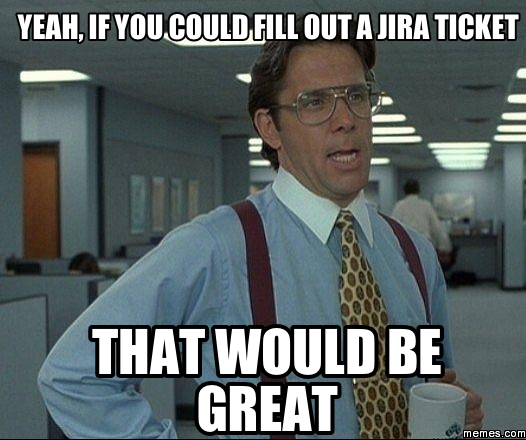 YEAH, IF YOU COULD FILL OUT A JIRA TICKET
THAT WOULD BE
GREAT
memes.com